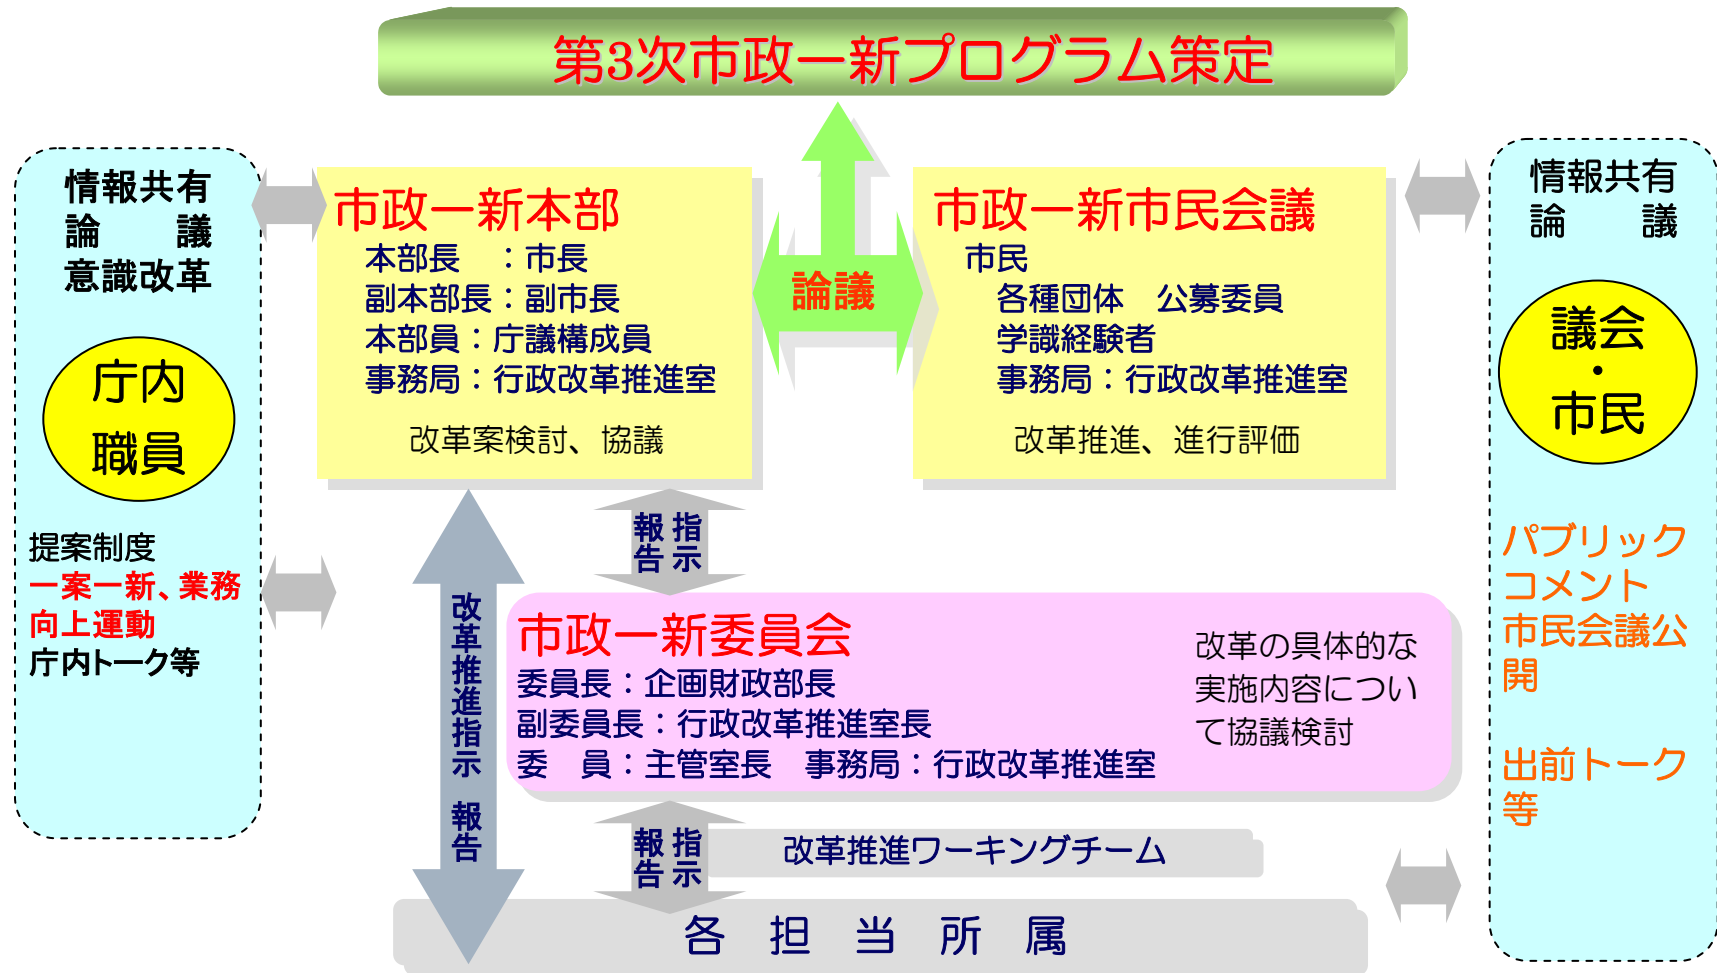 第3次市政一新プログラム策定
情報共有
論　　議
意識改革
庁内
職員
提案制度
一案一新、業務
向上運動
庁内トーク等
市政一新本部
本部長　：市長
副本部長：副市長
本部員：庁議構成員
事務局：行政改革推進室
改革案検討、協議
論議
市政一新市民会議
市民
各種団体　公募委員
学識経験者
事務局：行政改革推進室
改革推進、進行評価
情報共有
論　　議
議会
・
市民
パブリック
コメント
市民会議公
開
出前トーク
等
改革推進指示　報告
指示
報告
市政一新委員会
委員長：企画財政部長
副委員長：行政改革推進室長
委　員：主管室長　事務局：行政改革推進室
改革の具体的な
実施内容につい
て協議検討
指示
報告
改革推進ワーキングチーム
各　担　当　所　属